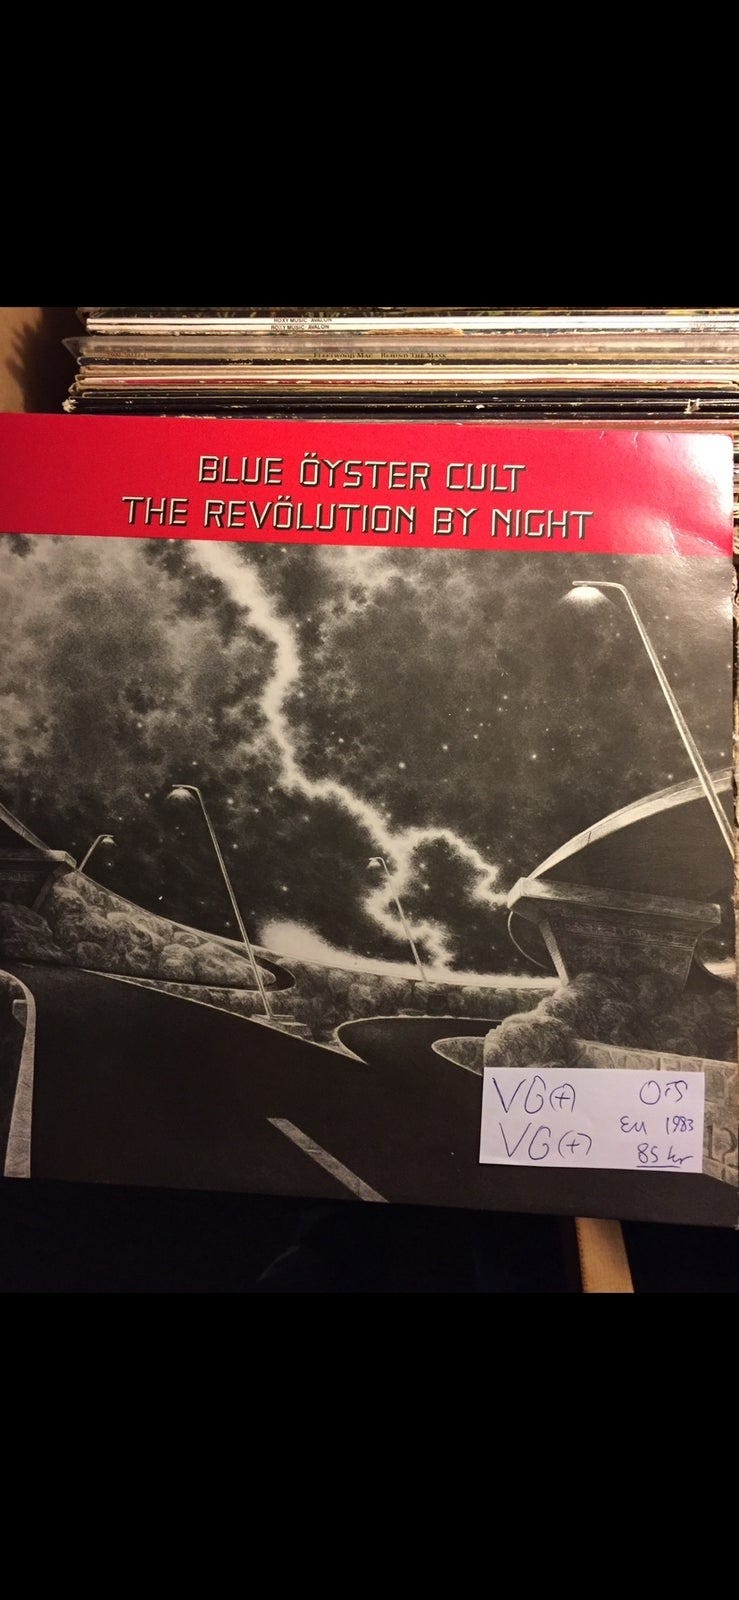 ROXY MUSIC · AVALON
ROXY MUSIC · AVALON
FLEETWOOD MAC · BEHIND THE MASK
BLUE ÖYSTER CULT
THE REVÖLUTION BY NIGHT
VG(+) OIS
VG(+) EU 1983
85 kr